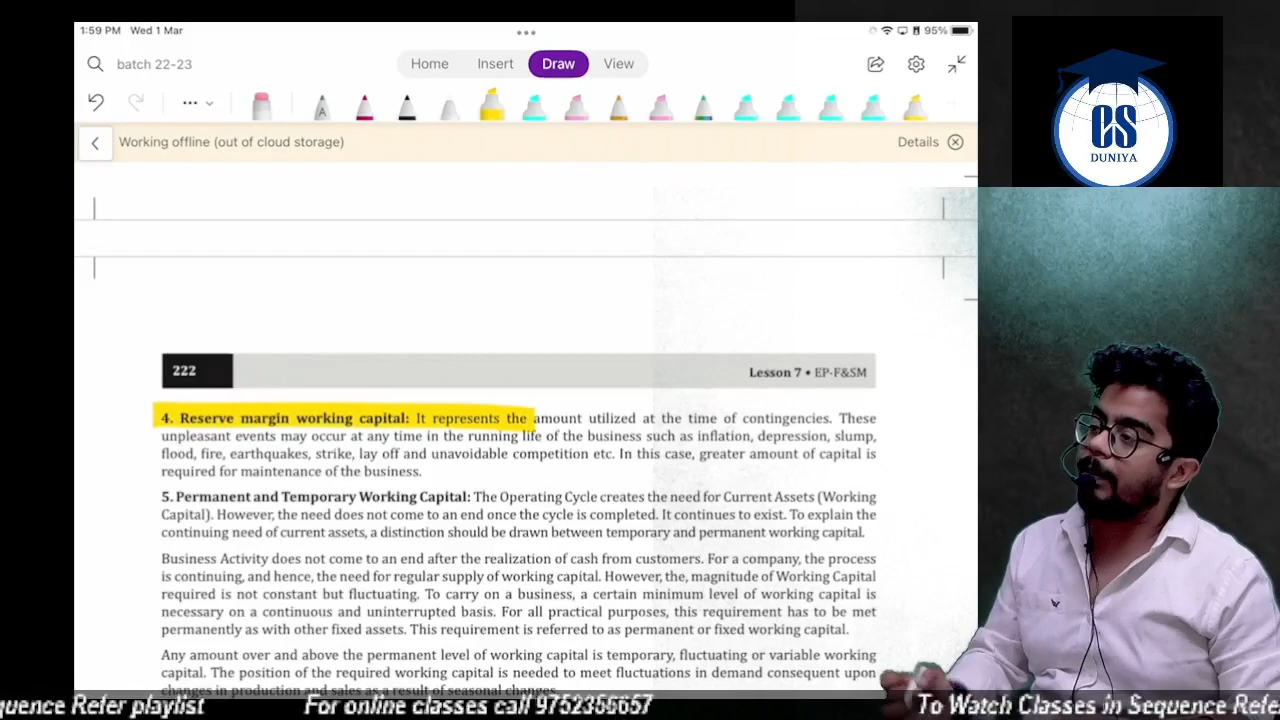 1:59 PM Wed 1 Mar
95%
batch 22-23
Home Insert Draw View
Working offline (out of cloud storage)
Details
CS
DUNIYA
222
Lesson 7 • EP-F&SM
4. Reserve margin working capital: It represents the amount utilized at the time of contingencies. These
unpleasant events may occur at any time in the running life of the business such as inflation, depression, slump,
flood, fire, earthquakes, strike, lay off and unavoidable competition etc. In this case, greater amount of capital is
required for maintenance of the business.
5. Permanent and Temporary Working Capital: The Operating Cycle creates the need for Current Assets (Working
Capital). However, the need does not come to an end once the cycle is completed. It continues to exist. To explain the
continuing need of current assets, a distinction should be drawn between temporary and permanent working capital.
Business Activity does not come to an end after the realization of cash from customers. For a company, the process
is continuing, and hence, the need for regular supply of working capital. However, the, magnitude of Working Capital
required is not constant but fluctuating. To carry on a business, a certain minimum level of working capital is
necessary on a continuous and uninterrupted basis. For all practical purposes, this requirement has to be met
permanently as with other fixed assets. This requirement is referred to as permanent or fixed working capital.
Any amount over and above the permanent level of working capital is temporary, fluctuating or variable working
capital. The position of the required working capital is needed to meet fluctuations in demand consequent upon
changes in production and sales as a result of seasonal changes.
quence Refer playlist For online classes call 9752356657 To Watch Classes in Sequence Refe